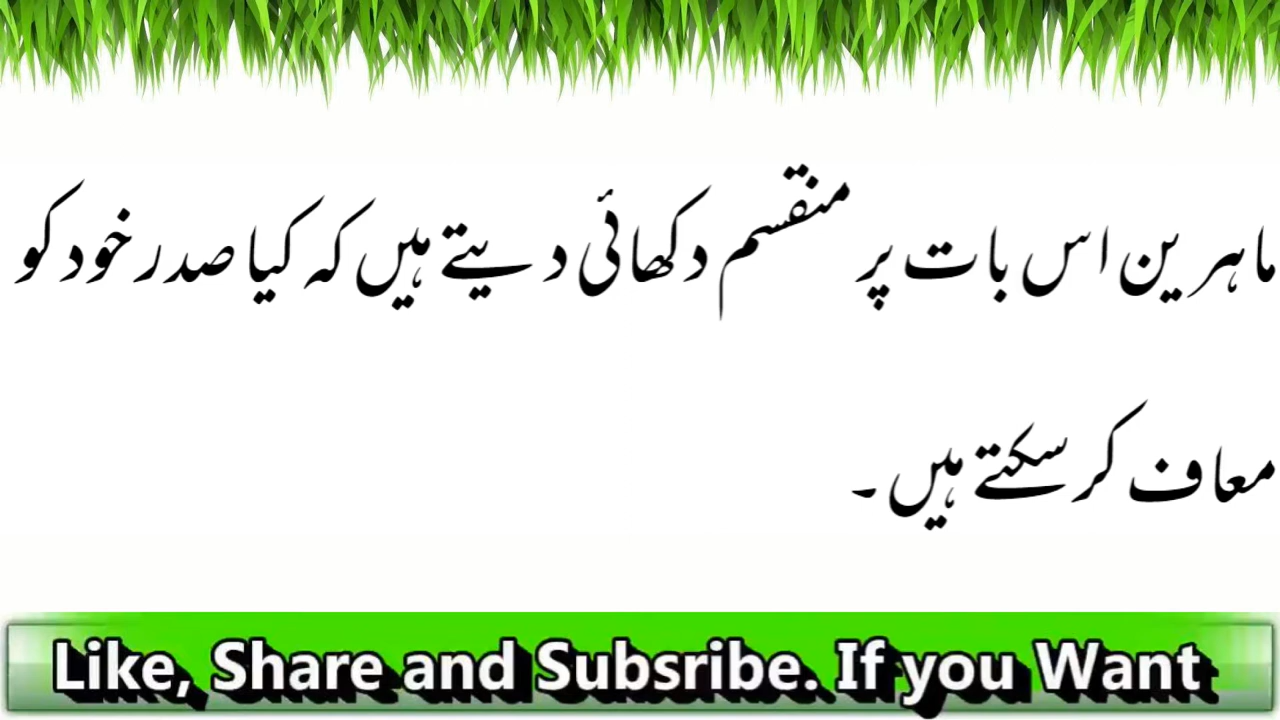 ماہرین اس بات پر منقسم دکھائی دیتے ہیں کہ کیا صدر خود کو
معاف کر سکتے ہیں۔
Like, Share and Subsribe. If you Want